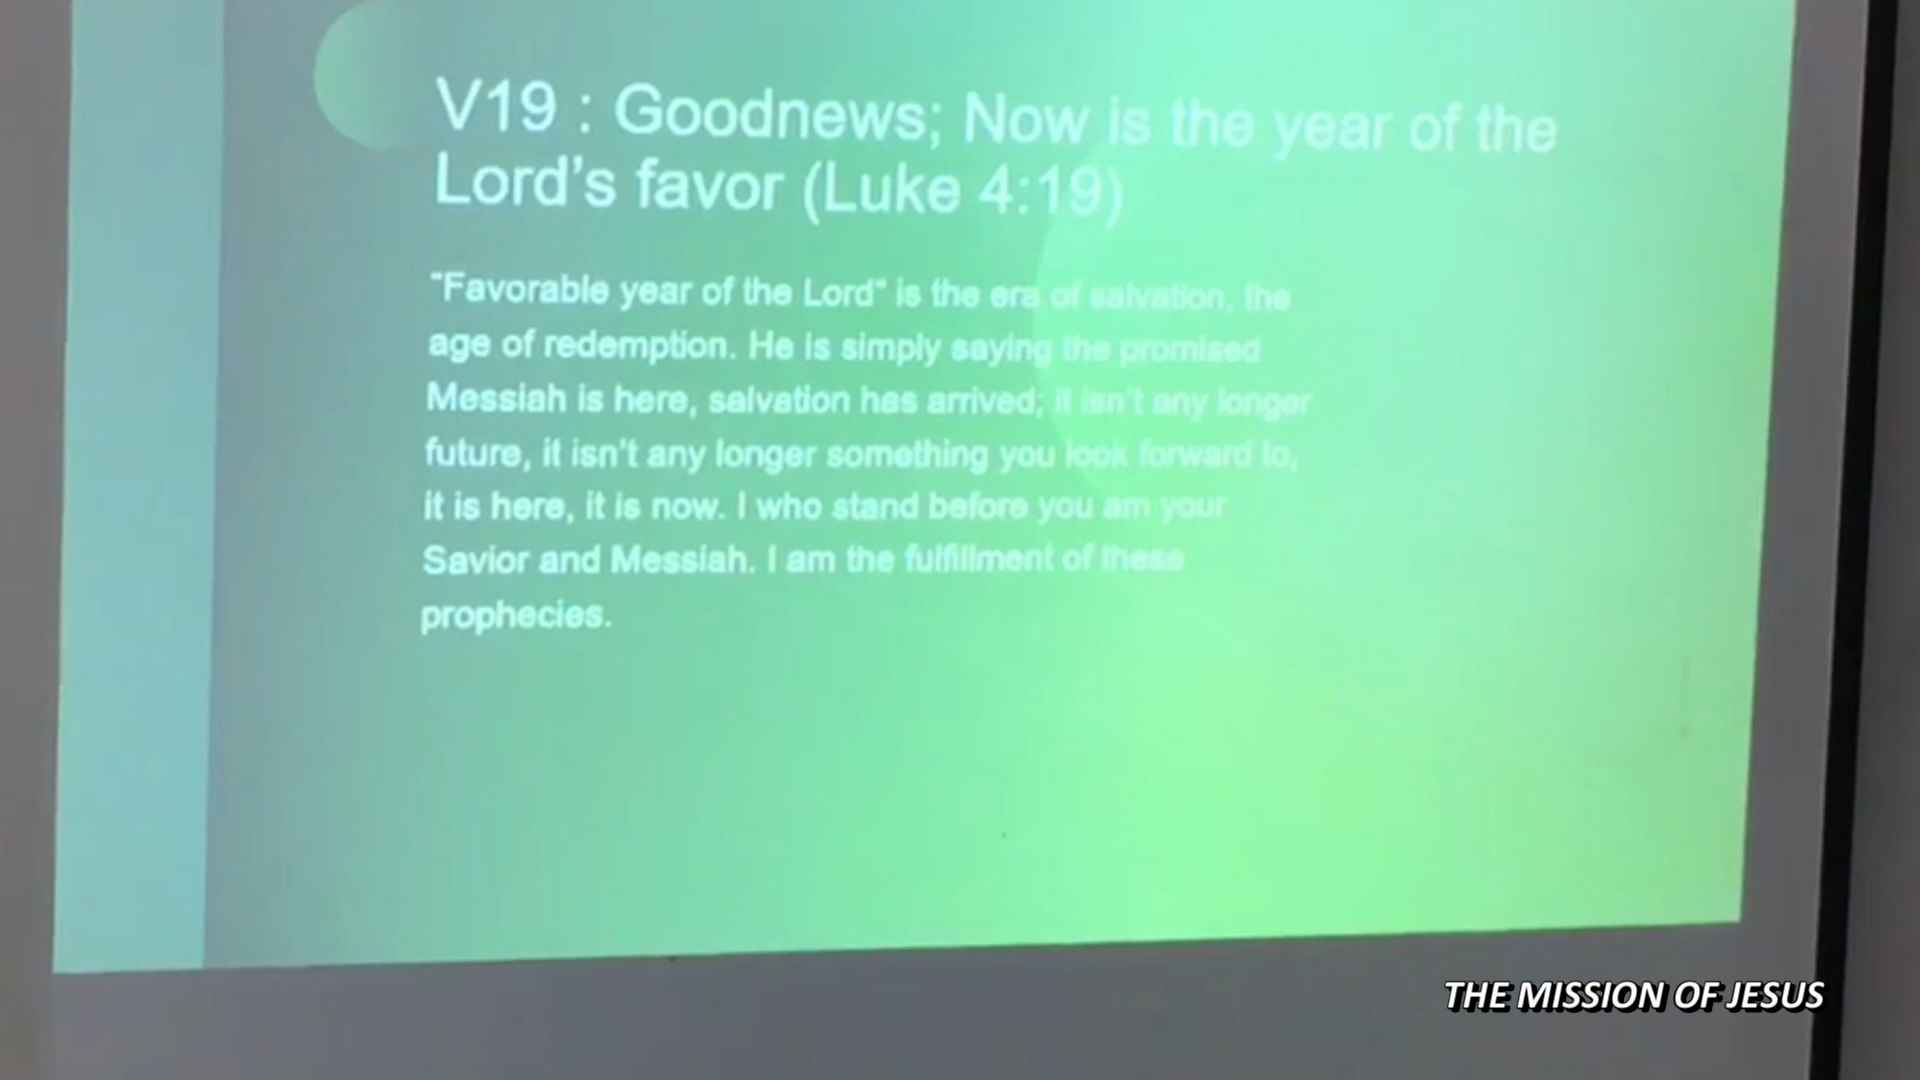 V19 : Goodnews; Now is the year of the
Lord's favor (Luke 4:19)
"Favorable year of the Lord" is the era of salvation, the
age of redemption. He is simply saying the promised
Messiah is here, salvation has arrived; it isn't any longer
future, it isn't any longer something you look forward to,
it is here, it is now. I who stand before you am your
Savior and Messiah. I am the fulfillment of these
prophecies.
THE MISSION OF JESUS